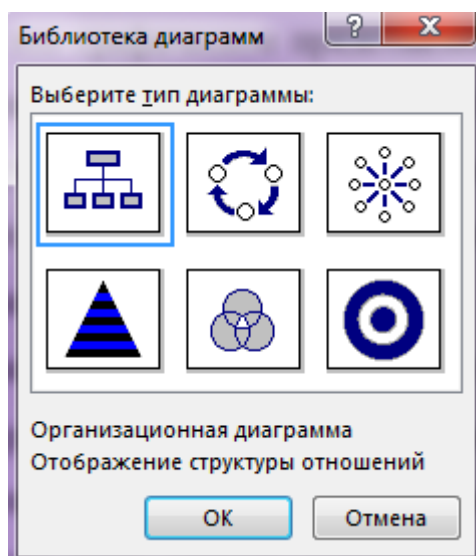 Библиотека диаграмм
?
Выберите тип диаграммы:
Организационная диаграмма
Отображение структуры отношений
ОК
Отмена